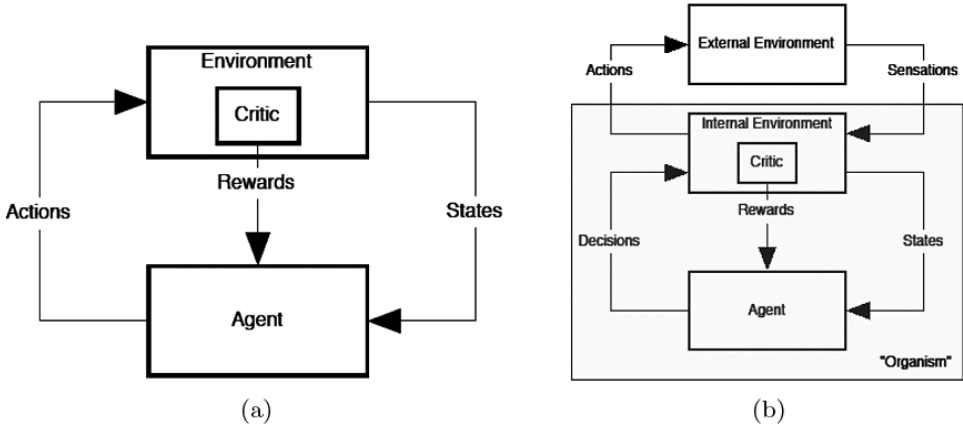 Environment
Critic
Rewards
Actions
States
Agent
(a)
External Environment
Actions
Sensations
Internal Environment
Critic
Rewards
Decisions
States
Agent
"Organism"
(b)